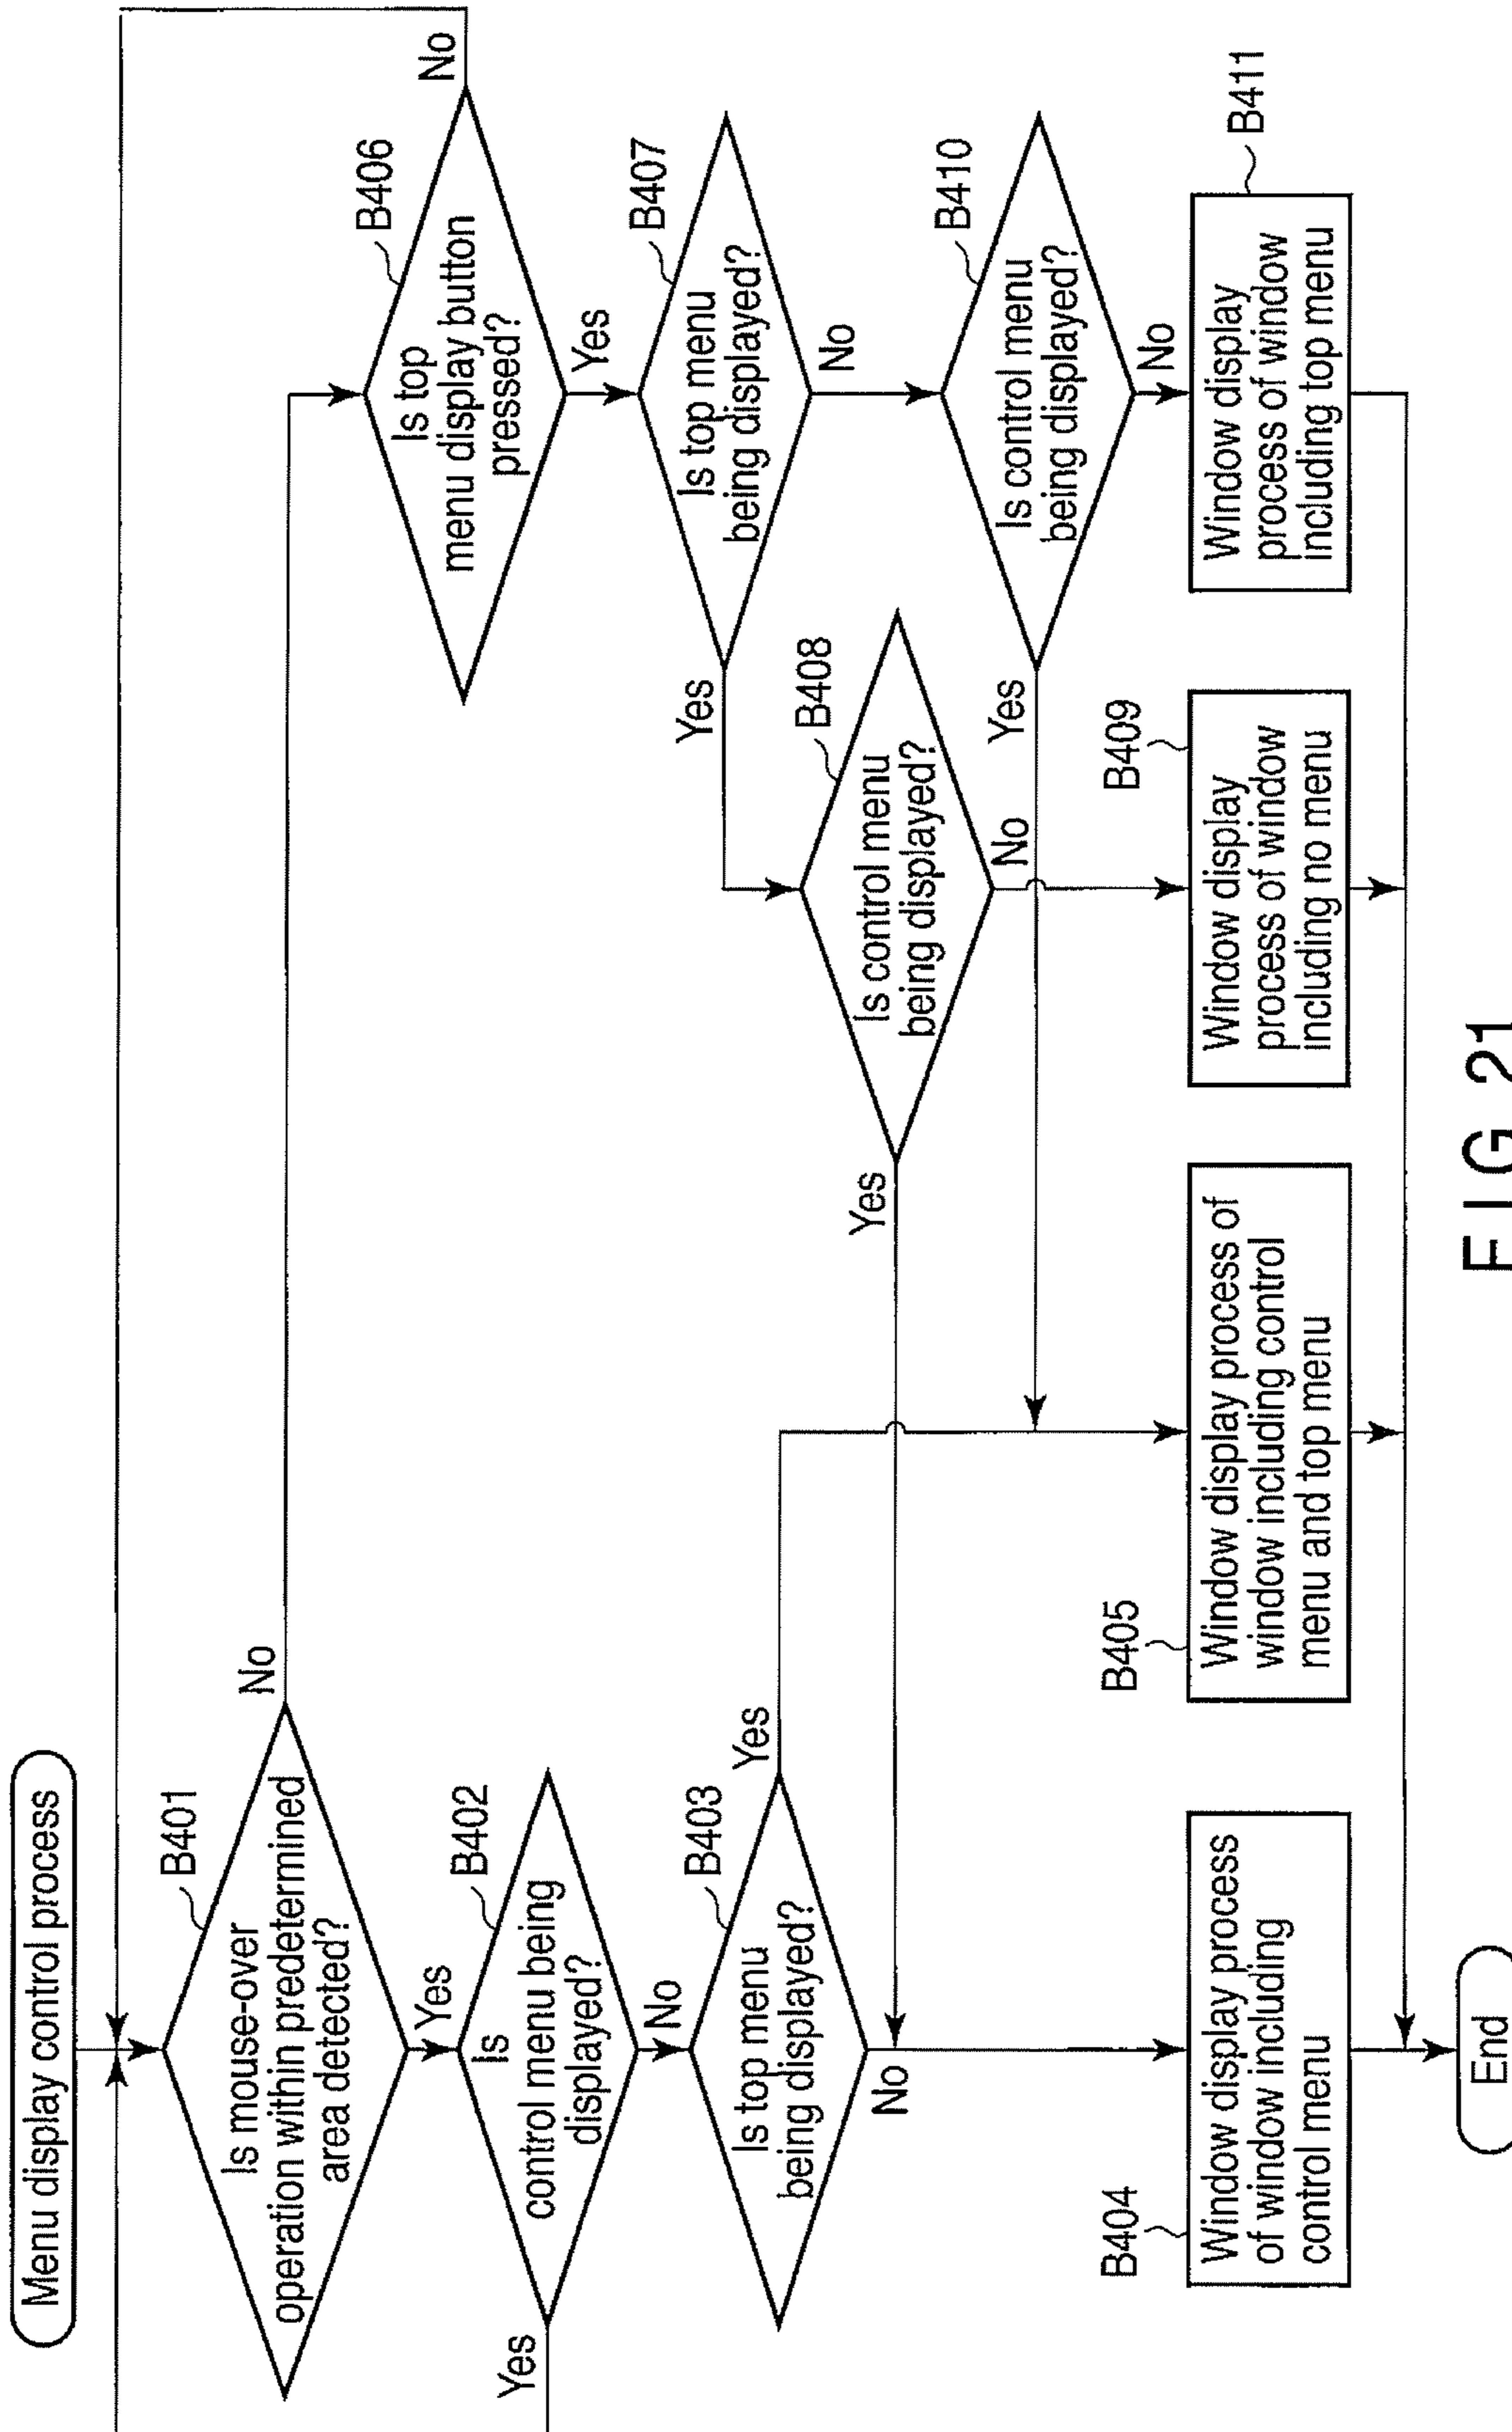 Menu display control process
B401
Is mouse-over
operation within predetermined
area detected?
No
Yes
B402
Is
control menu being
displayed?
Yes
No
B403
Is top menu
being displayed?
Yes
No
B404
Window display process
of window including
control menu
B405
Window display process of
window including control
menu and top menu
B406
Is top
menu display button
pressed?
No
Yes
B407
Is top menu
being displayed?
Yes
No
B408
Is control menu
being displayed?
Yes
No
B409
Window display
process of window
including no menu
B410
Is control menu
being displayed?
Yes
No
B411
Window display
process of window
including top menu
End
FIG 21